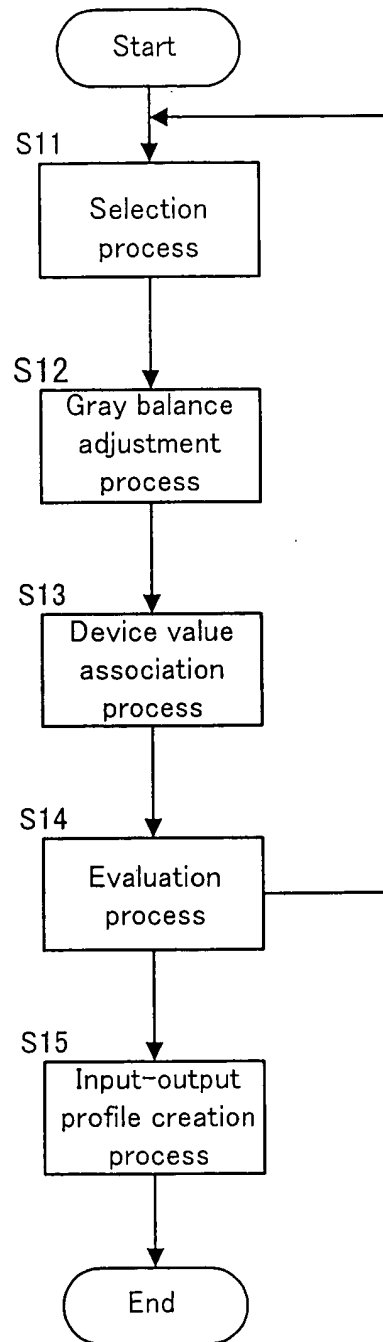 Start
S11
Selection
process
S12
Gray balance
adjustment
process
S13
Device value
association
process
S14
Evaluation
process
S15
Input-output
profile creation
process
End